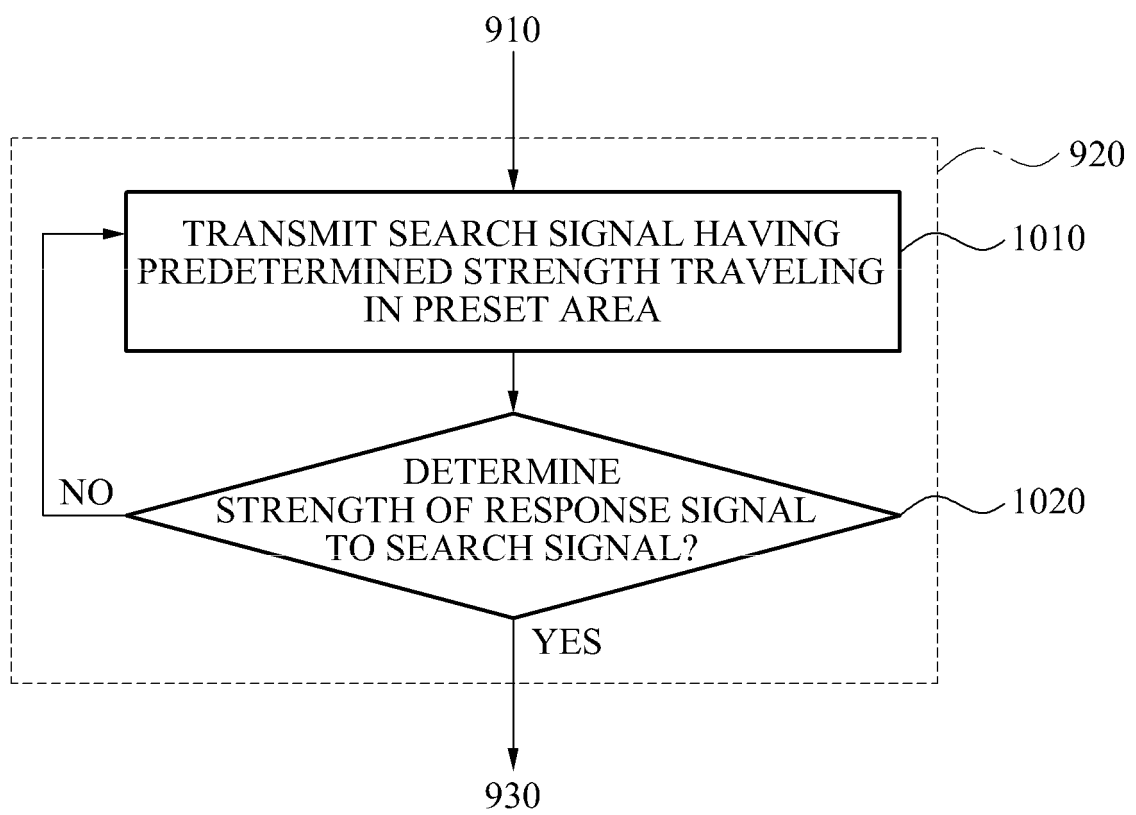 910
920
TRANSMIT SEARCH SIGNAL HAVING
PREDETERMINED STRENGTH TRAVELING
IN PRESET AREA
1010
DETERMINE
STRENGTH OF RESPONSE SIGNAL
TO SEARCH SIGNAL?
1020
NO
YES
930